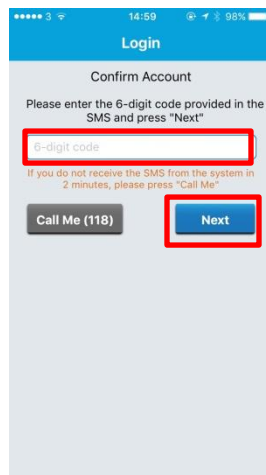 3 14:59 98%
Login
Confirm Account
Please enter the 6-digit code provided in the
SMS and press "Next"
6-digit code
If you do not receive the SMS from the system in
2 minutes, please press "Call Me"
Call Me (118) Next